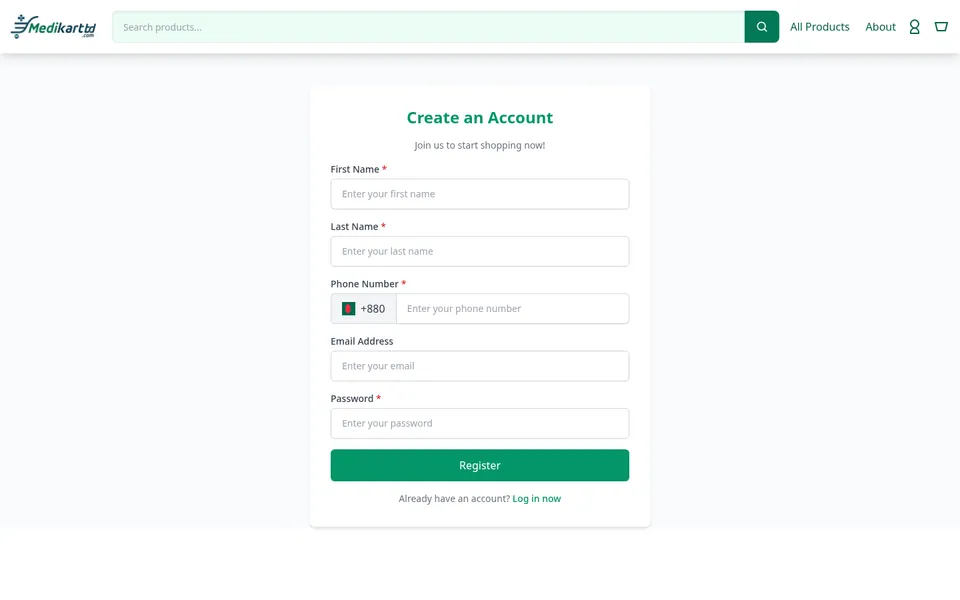 Medikartbd
.com
Search products...
All Products
About
Create an Account
Join us to start shopping now!
First Name *
Enter your first name
Last Name *
Enter your last name
Phone Number *
+880
Enter your phone number
Email Address
Enter your email
Password *
Enter your password
Register
Already have an account? Log in now